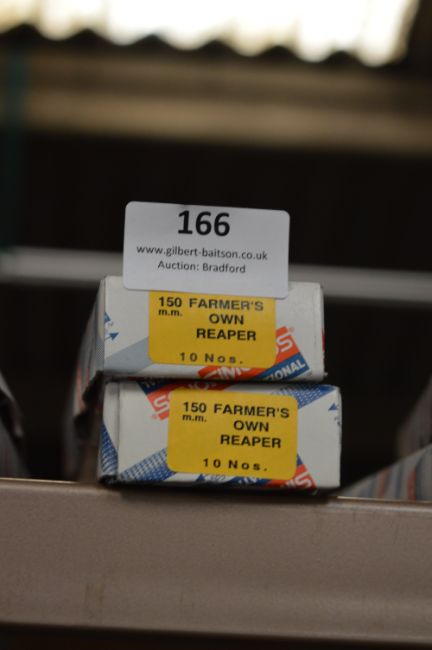 166
www.gilbert-baitson.co.uk
Auction: Bradford
150 FARMER'S
m.m. OWN
REAPER
10 Nos.
150 FARMER'S
m.m. OWN
REAPER
10 Nos.